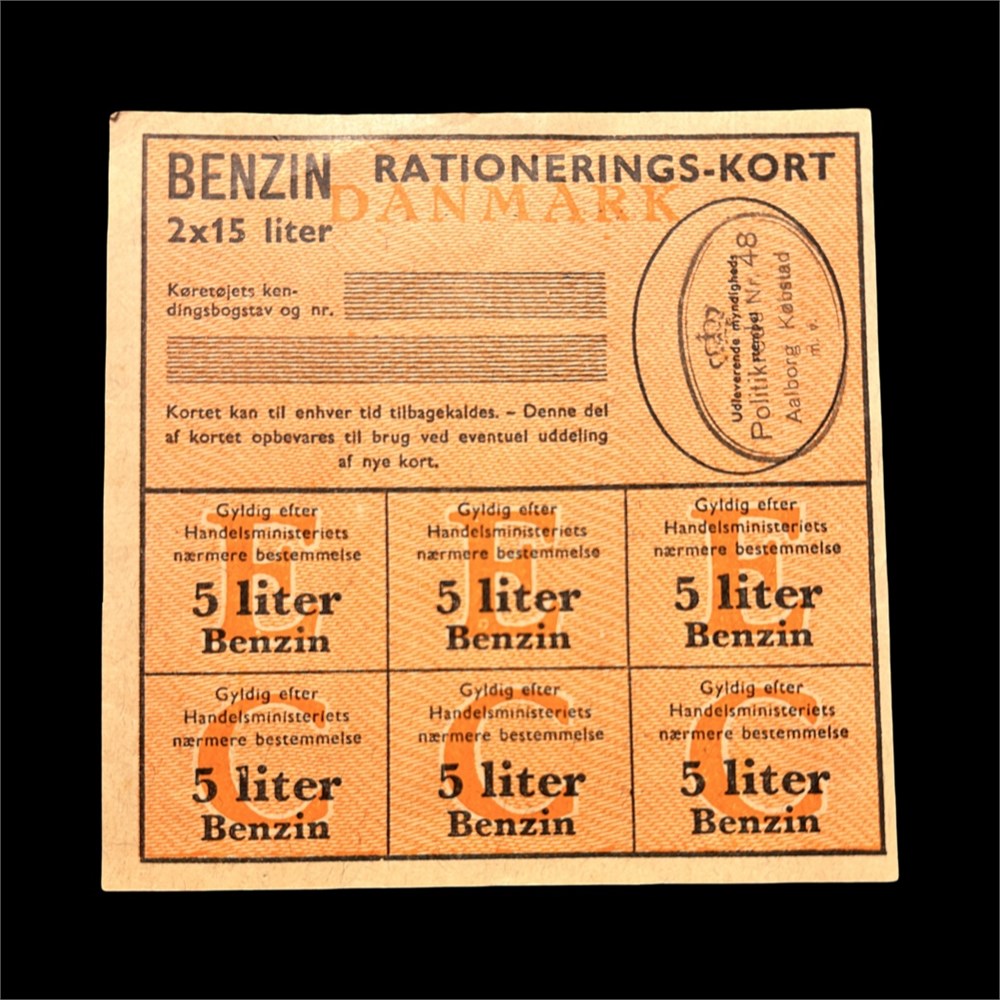 BENZIN RATIONERINGS-KORT
DANMARK
2x15 liter
Køretøjets ken-
dingsbogstav og nr.
Kortet kan til enhver tid tilbagekaldes. – Denne del
af kortet opbevares til brug ved eventuel uddeling
af nye kort.
Udleverende myndigheds
stempel
Politikreds Nr. 48
Aalborg Købstad
m. v.
E E E
Gyldig efter
Handelsministeriets
nærmere bestemmelse
5 liter
Benzin
Gyldig efter
Handelsministeriets
nærmere bestemmelse
5 liter
Benzin
Gyldig efter
Handelsministeriets
nærmere bestemmelse
5 liter
Benzin
C C C
Gyldig efter
Handelsministeriets
nærmere bestemmelse
5 liter
Benzin
Gyldig efter
Handelsministeriets
nærmere bestemmelse
5 liter
Benzin
Gyldig efter
Handelsministeriets
nærmere bestemmelse
5 liter
Benzin